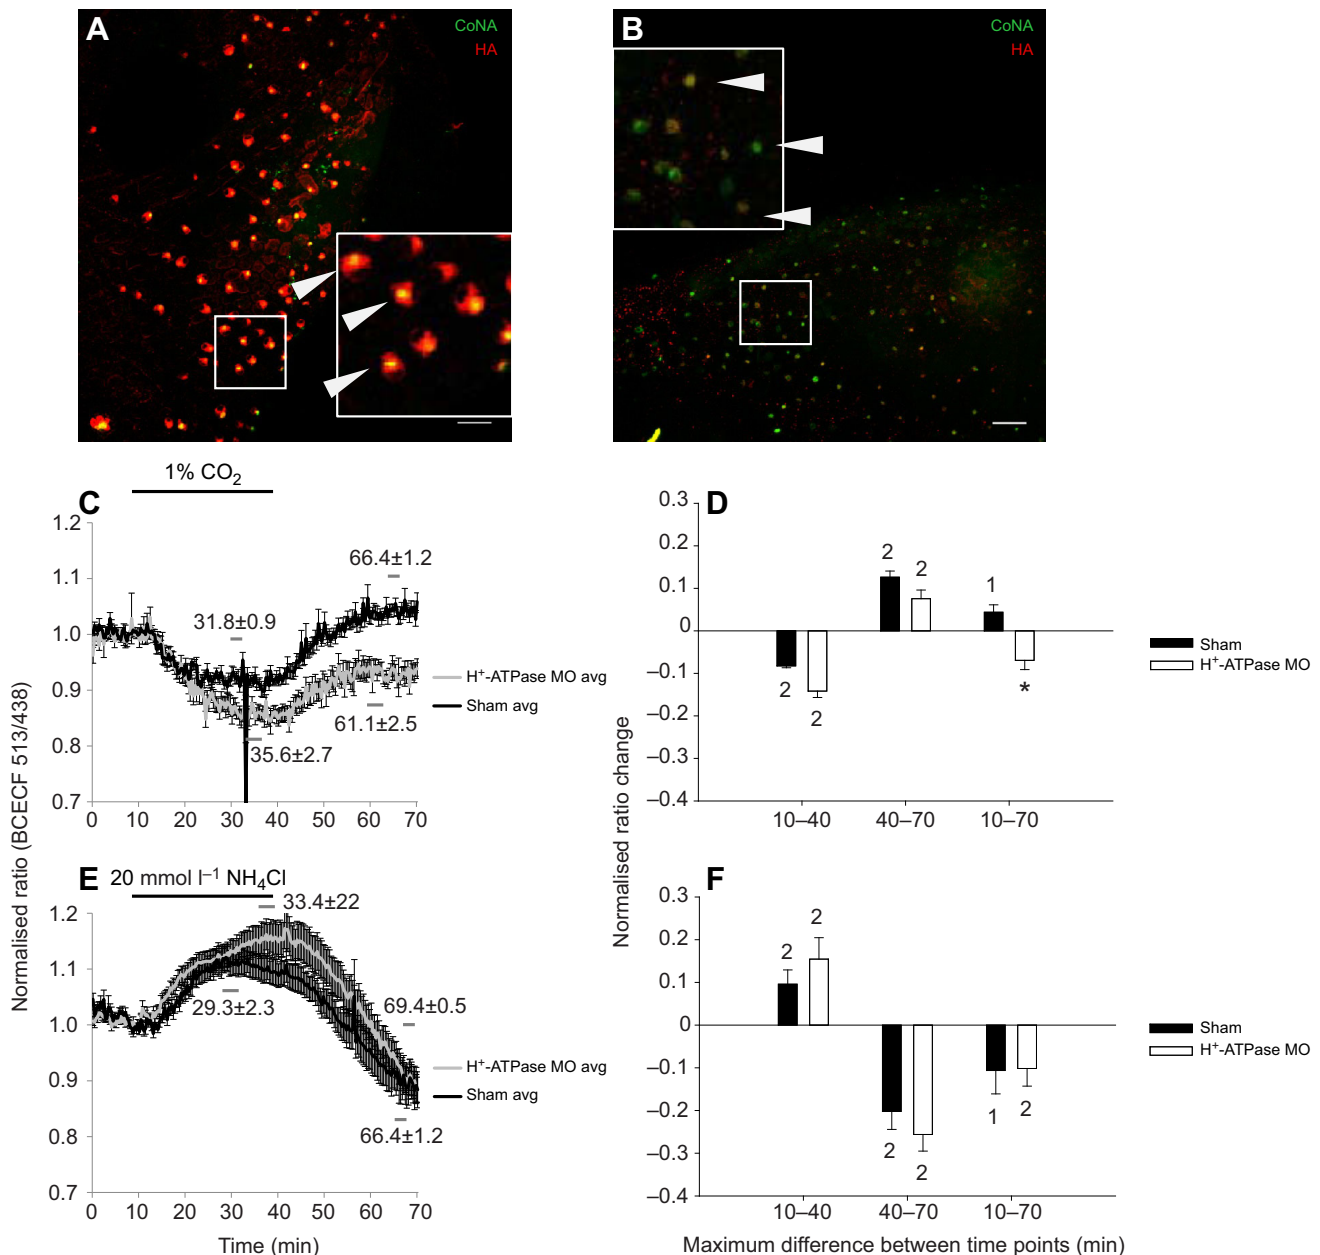 A
CoNA
HA
B
CoNA
HA
1% CO2
C
1.2
1.1
1.0
0.9
0.8
0.7
66.4±1.2
31.8±0.9
61.1±2.5
35.6±2.7
H+-ATPase MO avg
Sham avg
0 10 20 30 40 50 60 70
D
0.3
0.2
0.1
0
–0.1
–0.2
–0.3
–0.4
2 2 1
2 2 *
10–40 40–70 10–70
Sham
H+-ATPase MO
E
20 mmol l–1 NH4Cl
33.4±22
1.2
1.1
1.0
0.9
0.8
0.7
29.3±2.3
69.4±0.5
66.4±1.2
H+-ATPase MO avg
Sham avg
0 10 20 30 40 50 60 70
Time (min)
Normalised ratio (BCECF 513/438)
F
0.3
0.2
0.1
0
–0.1
–0.2
–0.3
–0.4
2 2
2 2 1 2
10–40 40–70 10–70
Sham
H+-ATPase MO
Maximum difference between time points (min)
Normalised ratio change